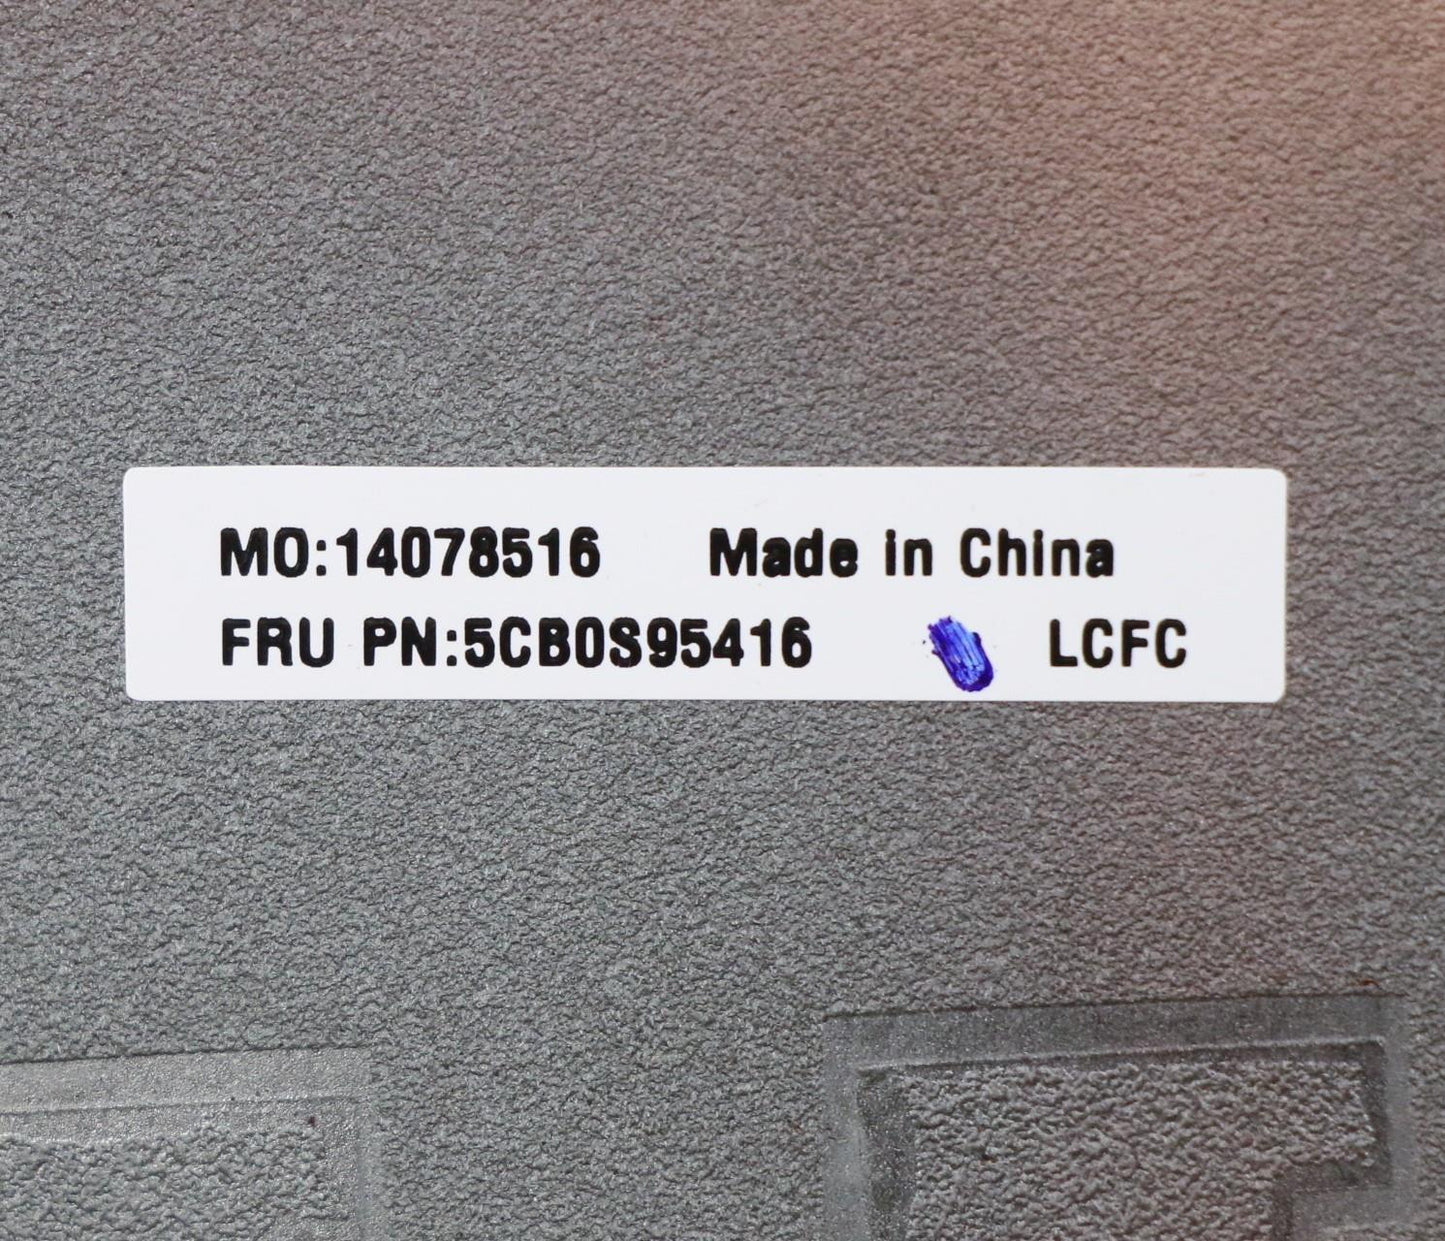 MO:14078516 Made in China
FRU PN:5CB0S95416 LCFC